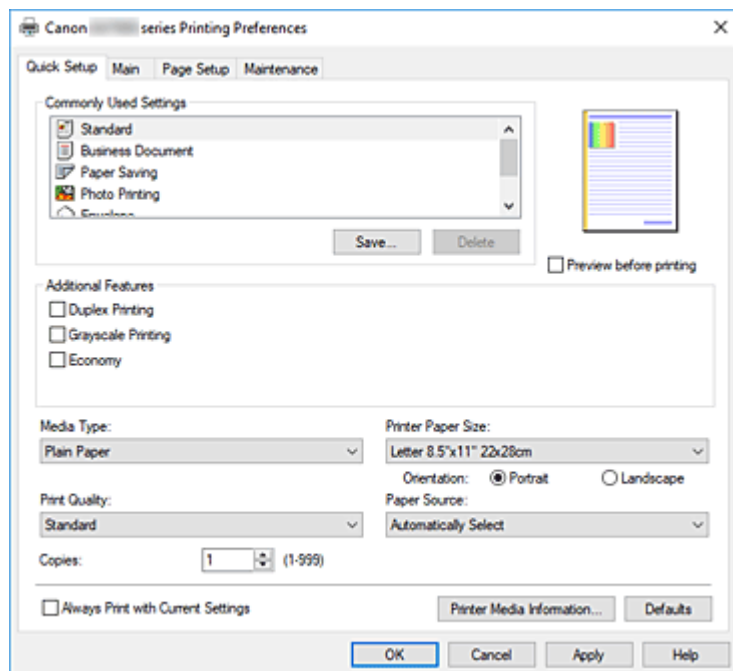 Canon series Printing Preferences
Quick Setup Main Page Setup Maintenance
Commonly Used Settings
Standard
Business Document
Paper Saving
Photo Printing
Envelope
Save... Delete
Preview before printing
Additional Features
Duplex Printing
Grayscale Printing
Economy
Media Type: Printer Paper Size:
Plain Paper Letter 8.5"x11" 22x28cm
Orientation: Portrait Landscape
Print Quality: Paper Source:
Standard Automatically Select
Copies: 1 (1-999)
Always Print with Current Settings Printer Media Information... Defaults
OK Cancel Apply Help